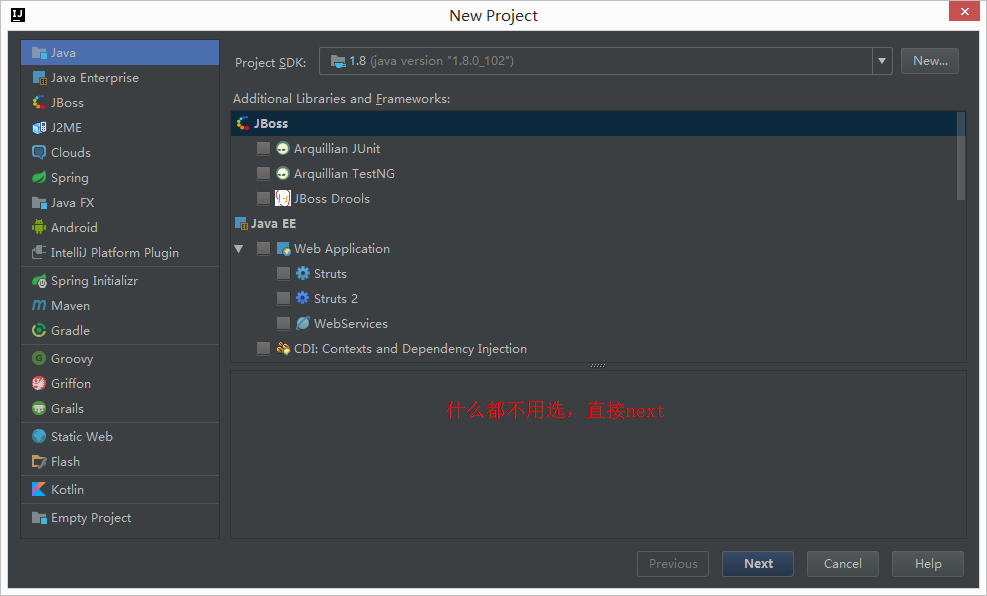 New Project
Java
Java Enterprise
JBoss
J2ME
Clouds
Spring
Java FX
Android
IntelliJ Platform Plugin
Spring Initializr
Maven
Gradle
Groovy
Griffon
Grails
Static Web
Flash
Kotlin
Empty Project
Project SDK: 1.8 (java version "1.8.0_102") New...
Additional Libraries and Frameworks:
JBoss
Arquillian JUnit
Arquillian TestNG
JBoss Drools
Java EE
Web Application
Struts
Struts 2
WebServices
CDI: Contexts and Dependency Injection
什么都不用选，直接next
Previous Next Cancel Help